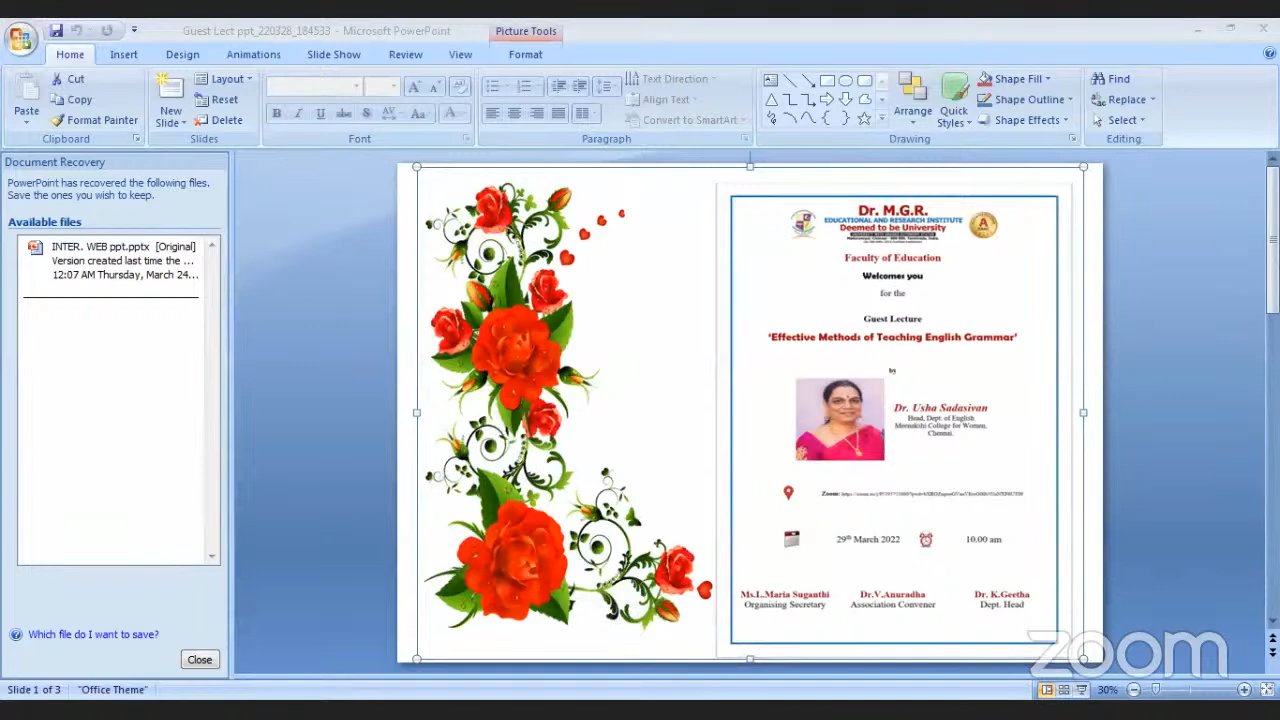 Guest Lect ppt_220328_184533 - Microsoft PowerPoint
Picture Tools
Home
Insert
Design
Animations
Slide Show
Review
View
Format
Paste
Cut
Copy
Format Painter
Clipboard
New
Slide
Layout
Reset
Delete
Slides
B I U abe S AV Aa A
Font
Text Direction
Align Text
Convert to SmartArt
Paragraph
Arrange
Quick
Styles
Shape Fill
Shape Outline
Shape Effects
Drawing
Find
Replace
Select
Editing
Document Recovery
PowerPoint has recovered the following files.
Save the ones you wish to keep.
Available files
INTER. WEB ppt.pptx [Original]
Version created last time the ...
12:07 AM Thursday, March 24...
Which file do I want to save?
Close
Dr. M.G.R.
EDUCATIONAL AND RESEARCH INSTITUTE
Deemed to be University
Faculty of Education
Welcomes you
for the
Guest Lecture
‘Effective Methods of Teaching English Grammar’
by
Dr. Usha Sadasivan
Head, Dept. of English
Meenakshi College for Women,
Chennai.
Zoom:
29th March 2022
10.00 am
Ms.L.Maria Suganthi
Organising Secretary
Dr.V.Anuradha
Association Convener
Dr. K.Geetha
Dept. Head
zoom
Slide 1 of 3
"Office Theme"
30%